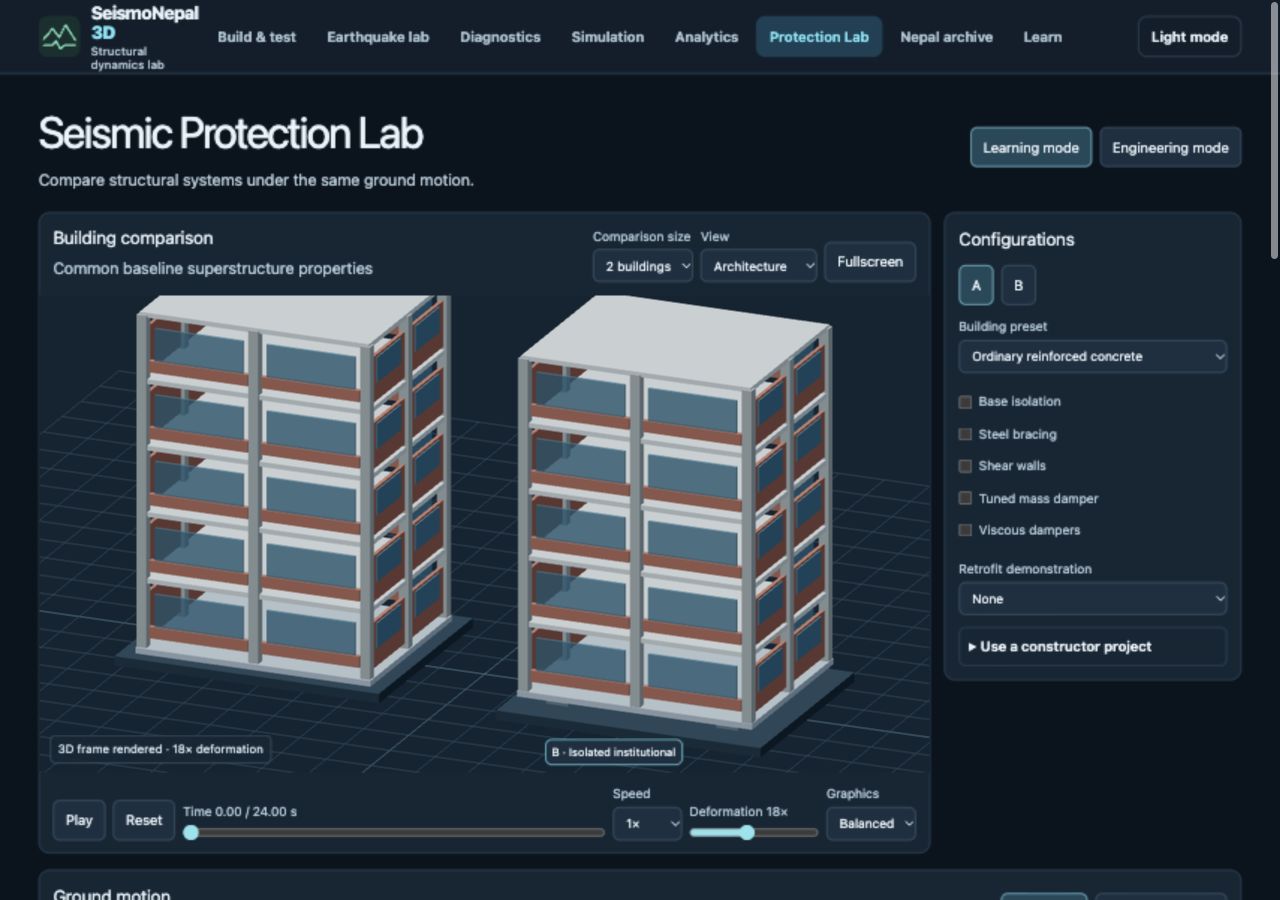 SeismoNepal
3D
Structural
dynamics lab
Build & test
Earthquake lab
Diagnostics
Simulation
Analytics
Protection Lab
Nepal archive
Learn
Light mode
Seismic Protection Lab
Compare structural systems under the same ground motion.
Learning mode
Engineering mode
Building comparison
Common baseline superstructure properties
Comparison size
2 buildings
View
Architecture
Fullscreen
3D frame rendered · 18× deformation
B · Isolated institutional
Play
Reset
Time 0.00 / 24.00 s
Speed
1×
Deformation 18×
Graphics
Balanced
Configurations
A
B
Building preset
Ordinary reinforced concrete
Base isolation
Steel bracing
Shear walls
Tuned mass damper
Viscous dampers
Retrofit demonstration
None
Use a constructor project
Ground motion